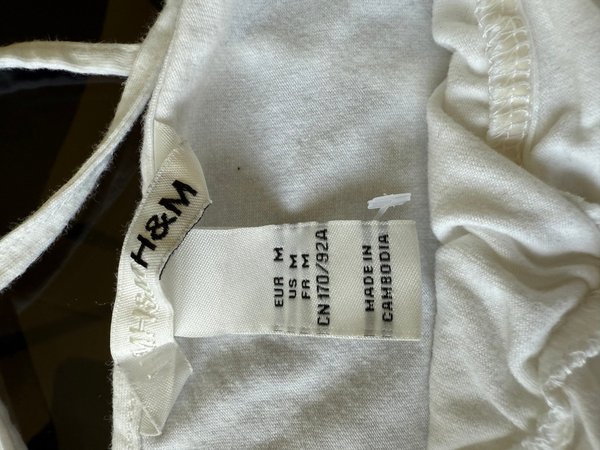 H&M
EUR M
US M
FR M
CN 170/92A
MADE IN
CAMBODIA